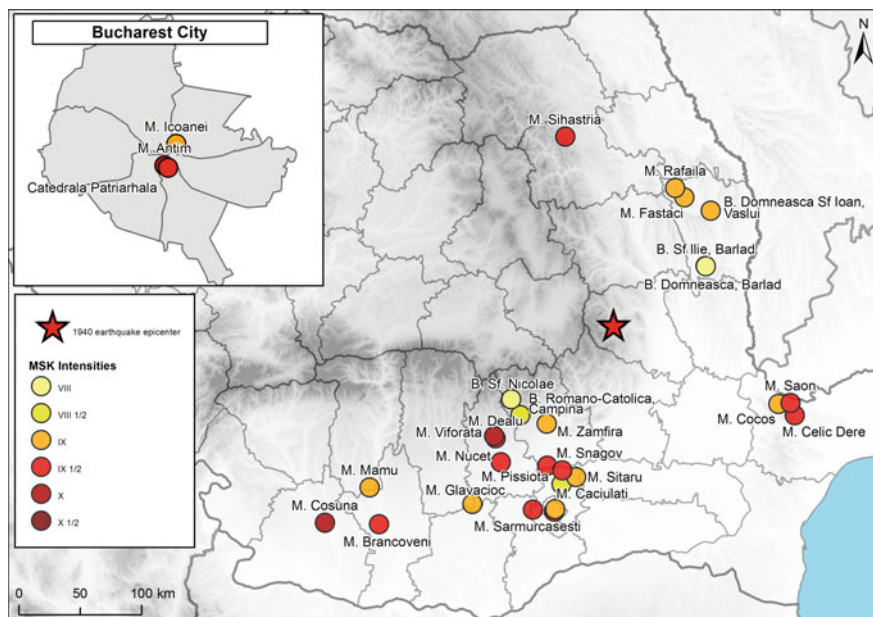 Bucharest City
M. Icoanei
M. Antim
Catedrala Patriarhala
N
M. Sihastria
M. Rafaila
B. Domneasca Sf Ioan,
Vaslui
M. Fastaci
B. Sf Ilie, Barlad
B. Domneasca, Barlad
1940 earthquake epicenter
MSK Intensities
VIII
VIII 1/2
IX
IX 1/2
X
X 1/2
B. Sf. Nicolae
B. Romano-Catolica,
Campina
M. Dealu
M. Viforata
M. Zamfira
M. Nucet
M. Snagov
M. Pissiota
M. Sitaru
M. Mamu
M. Glavacioc
M. Caciulati
M. Cosuna
M. Brancoveni
M. Sarmurcasesti
M. Saon
M. Cocos
M. Celic Dere
0 50 100 km